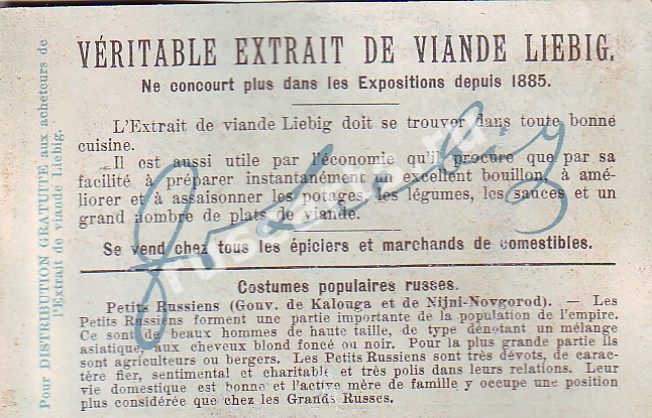 Pour DISTRIBUTION GRATUITE aux acheteurs de
l'Extrait de viande Liebig.
VÉRITABLE EXTRAIT DE VIANDE LIEBIG.
Ne concourt plus dans les Expositions depuis 1885.
L'Extrait de viande Liebig doit se trouver dans toute bonne
cuisine.
Il est aussi utile par l'économie qu'il procure que par sa
facilité à préparer instantanément un excellent bouillon, à amé-
liorer et à assaisonner les potages, les légumes, les sauces et un
grand nombre de plats de viande.
Se vend chez tous les épiciers et marchands de comestibles.
Costumes populaires russes.
Petits Russiens (Gouv. de Kalouga et de Nijni-Novgorod). — Les
Petits Russiens forment une partie importante de la population de l'empire.
Ce sont de beaux hommes de haute taille, de type dénotant un mélange
asiatique, aux cheveux blond foncé ou noir. Pour la plus grande partie ils
sont agriculteurs ou bergers. Les Petits Russiens sont très dévots, de carac-
tère fier, sentimental et charitable et très polis dans leurs relations. Leur
vie domestique est bonne et l'active mère de famille y occupe une position
plus considérée que chez les Grands Russes.